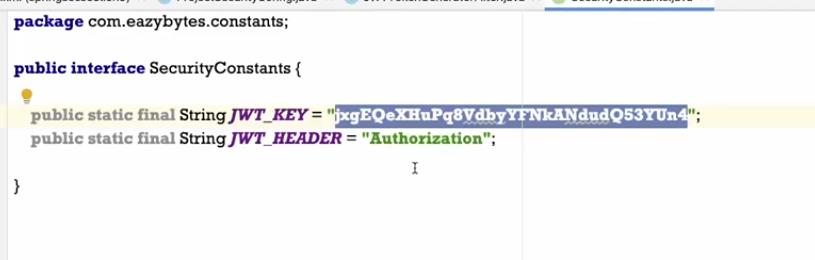 package com.eazybytes.constants;
public interface SecurityConstants {
public static final String JWT_KEY = "jxgEQeXHuPq8VdbyYFNkANdudQ53YUn4";
public static final String JWT_HEADER = "Authorization";
}